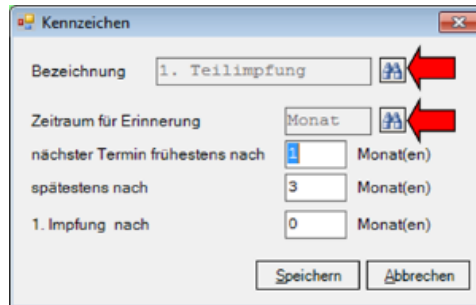 Kennzeichen
Bezeichnung 1. Teilimpfung
Zeitraum für Erinnerung Monat
nächster Termin frühestens nach 1 Monat(en)
spätestens nach 3 Monat(en)
1. Impfung nach 0 Monat(en)
Speichern Abbrechen